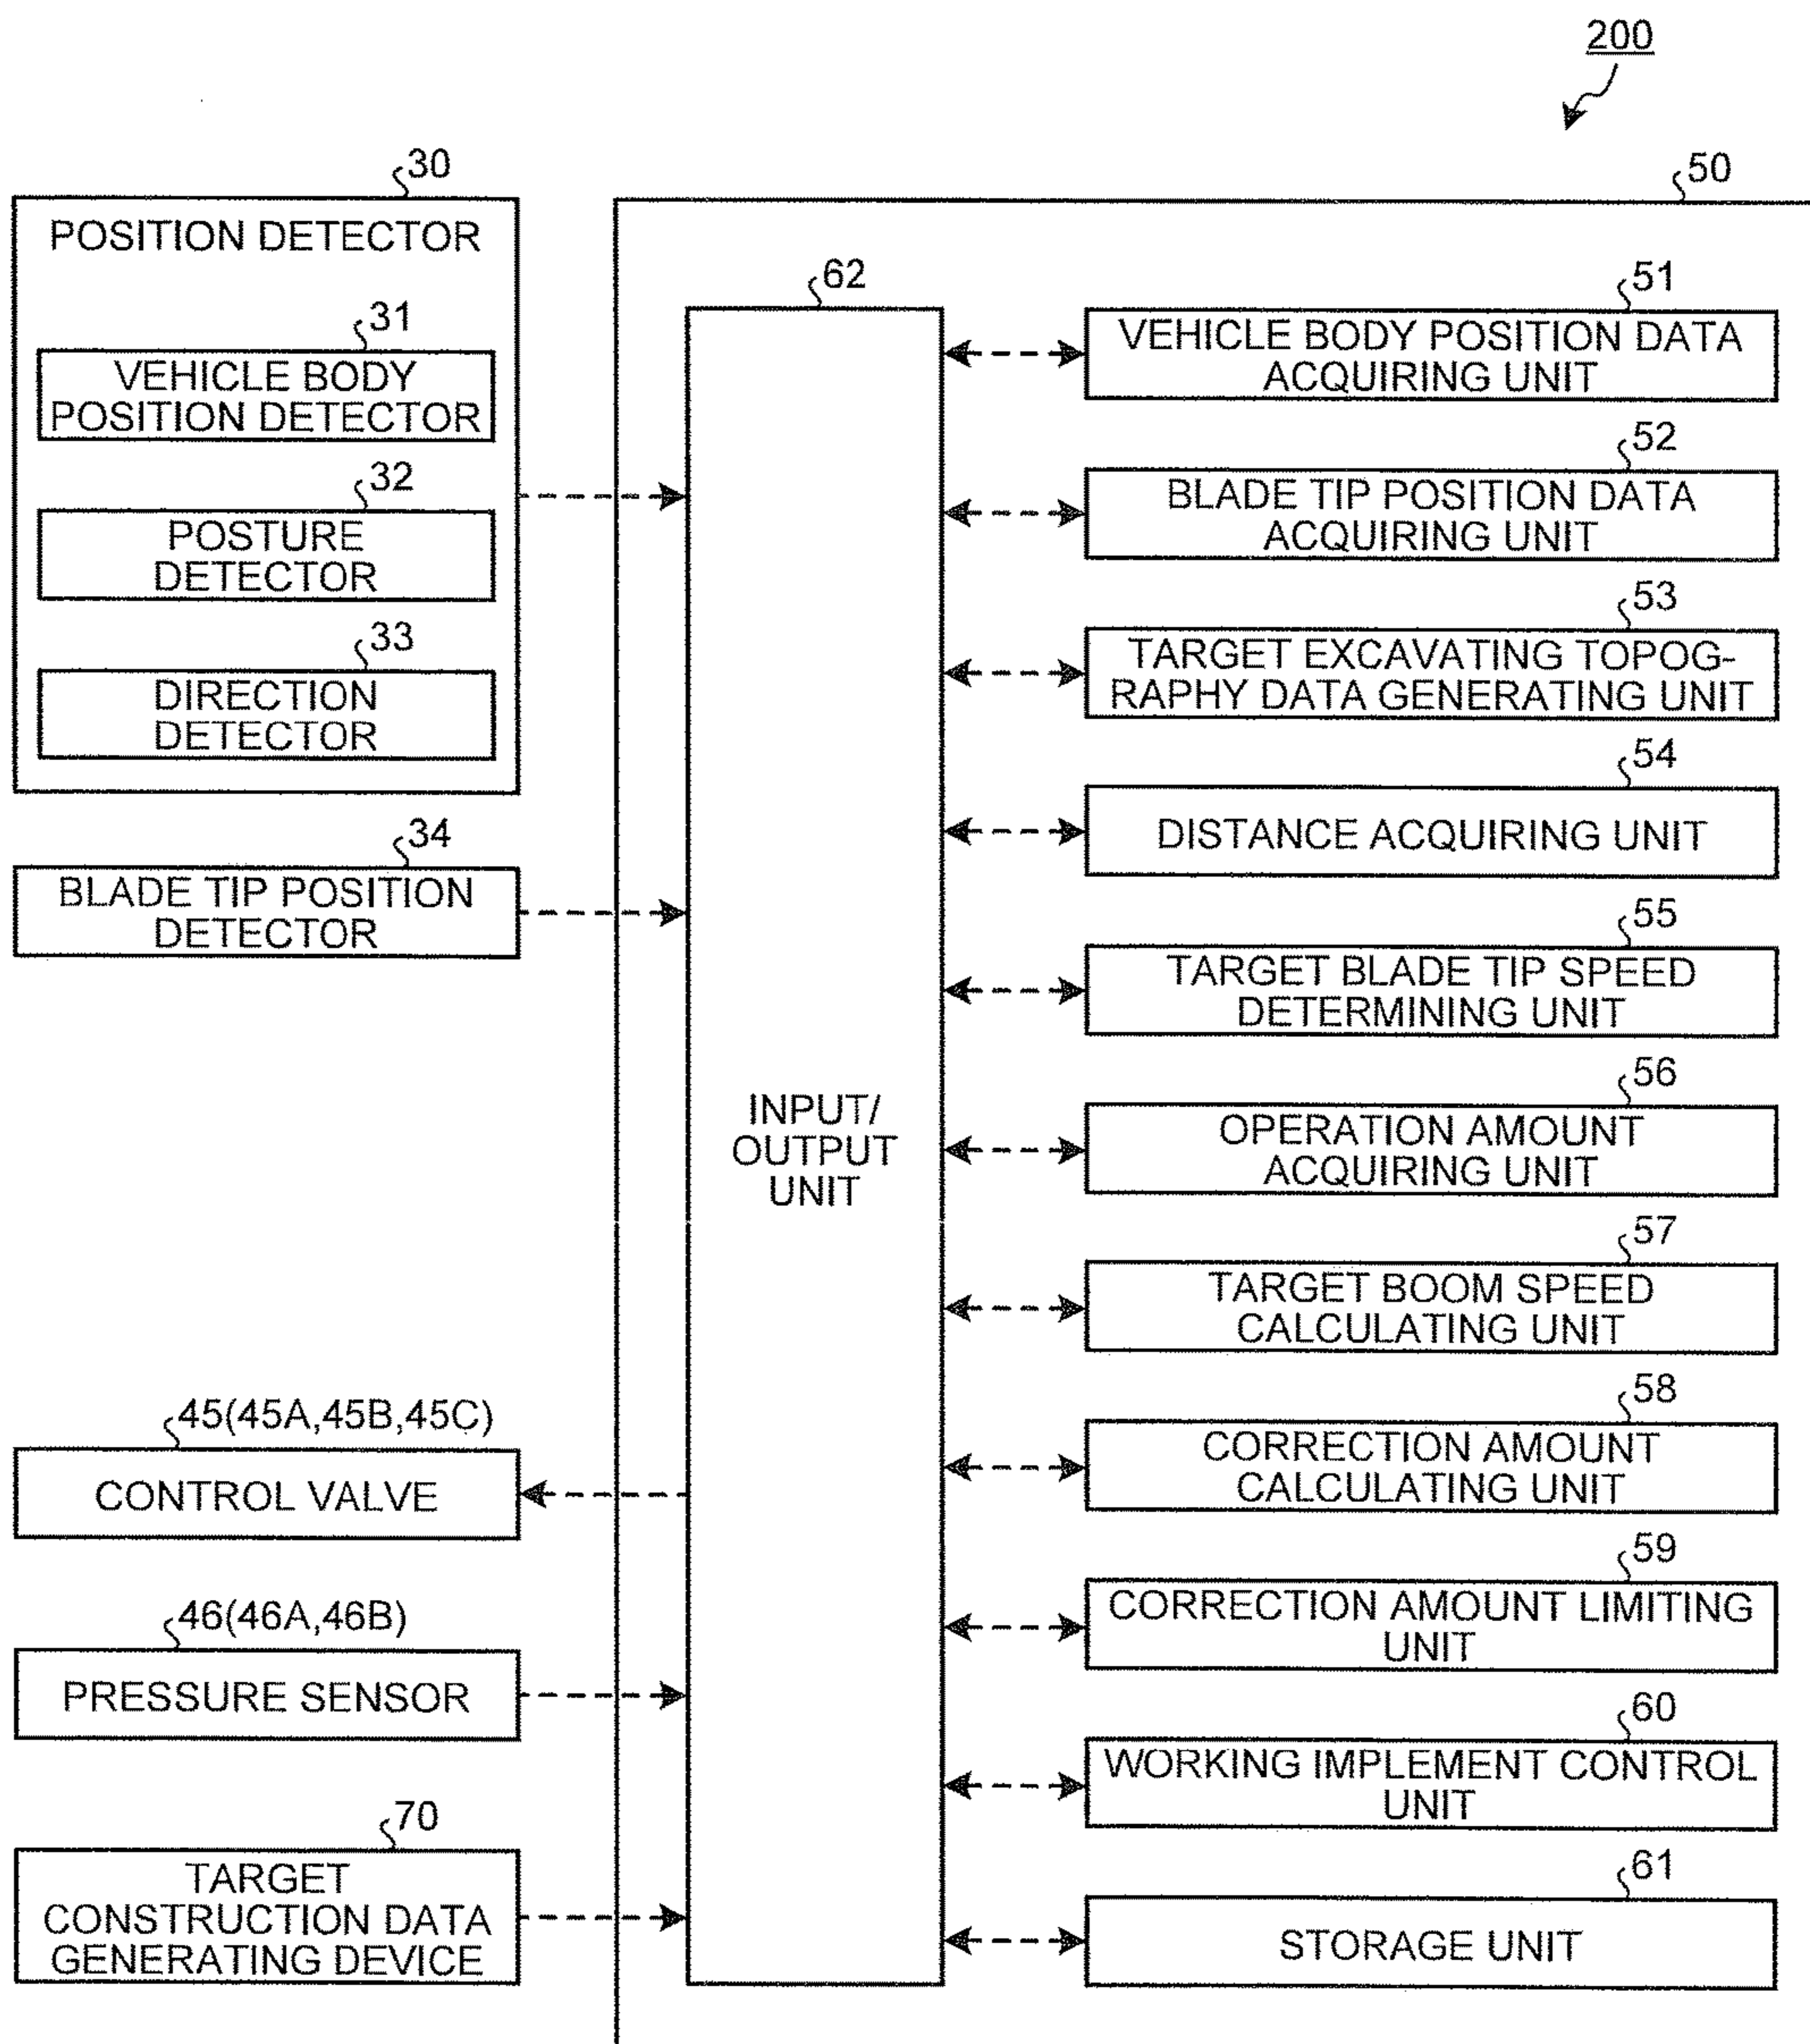 200
30
POSITION DETECTOR
31
VEHICLE BODY
POSITION DETECTOR
32
POSTURE
DETECTOR
33
DIRECTION
DETECTOR
34
BLADE TIP POSITION
DETECTOR
45(45A,45B,45C)
CONTROL VALVE
46(46A,46B)
PRESSURE SENSOR
70
TARGET
CONSTRUCTION DATA
GENERATING DEVICE
50
62
INPUT/
OUTPUT
UNIT
51
VEHICLE BODY POSITION DATA
ACQUIRING UNIT
52
BLADE TIP POSITION DATA
ACQUIRING UNIT
53
TARGET EXCAVATING TOPOG-
RAPHY DATA GENERATING UNIT
54
DISTANCE ACQUIRING UNIT
55
TARGET BLADE TIP SPEED
DETERMINING UNIT
56
OPERATION AMOUNT
ACQUIRING UNIT
57
TARGET BOOM SPEED
CALCULATING UNIT
58
CORRECTION AMOUNT
CALCULATING UNIT
59
CORRECTION AMOUNT LIMITING
UNIT
60
WORKING IMPLEMENT CONTROL
UNIT
61
STORAGE UNIT